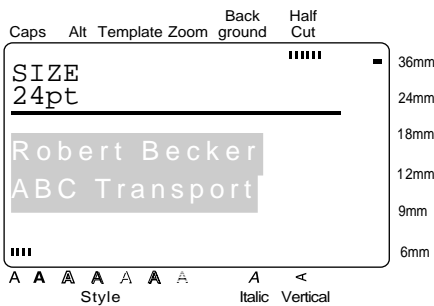 Caps Alt Template Zoom Back ground Half Cut
SIZE
24pt
Robert Becker
ABC Transport
36mm
24mm
18mm
12mm
9mm
6mm
A A A A A A A A A
Style Italic Vertical